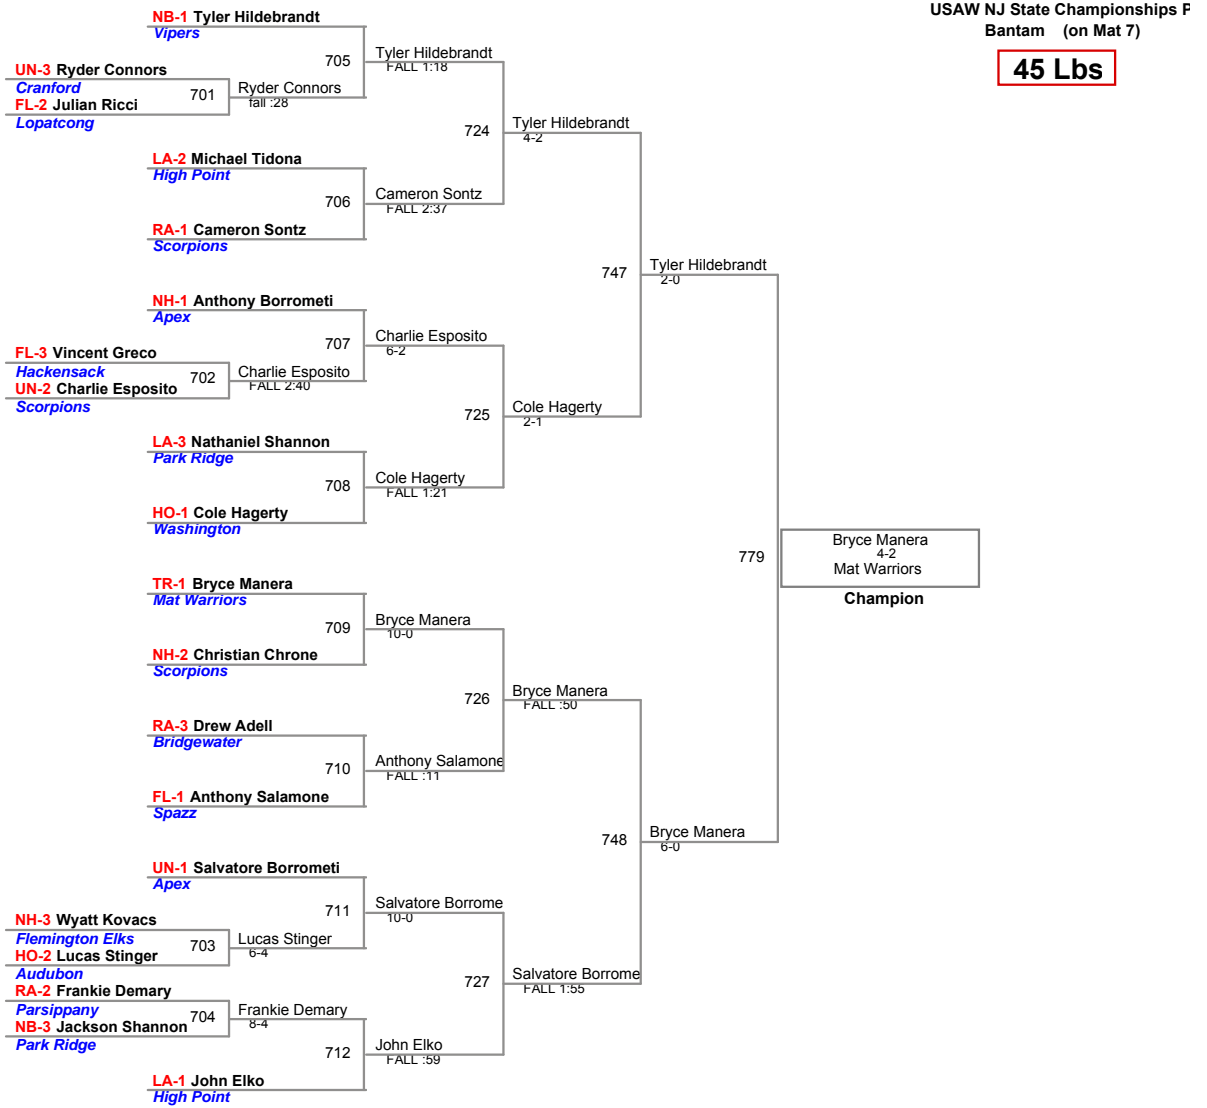 USAW NJ State Championships P
Bantam (on Mat 7)
45 Lbs
NB-1 Tyler Hildebrandt
Vipers
705
Tyler Hildebrandt
FALL 1:18
UN-3 Ryder Connors
Cranford
701
Ryder Connors
fall :28
FL-2 Julian Ricci
Lopatcong
724
Tyler Hildebrandt
4-2
LA-2 Michael Tidona
High Point
706
Cameron Sontz
FALL 2:37
RA-1 Cameron Sontz
Scorpions
747
Tyler Hildebrandt
2-0
NH-1 Anthony Borrometi
Apex
707
Charlie Esposito
6-2
FL-3 Vincent Greco
Hackensack
702
Charlie Esposito
FALL 2:40
UN-2 Charlie Esposito
Scorpions
725
Cole Hagerty
2-1
LA-3 Nathaniel Shannon
Park Ridge
708
Cole Hagerty
FALL 1:21
HO-1 Cole Hagerty
Washington
779
Bryce Manera
4-2
Mat Warriors
Champion
TR-1 Bryce Manera
Mat Warriors
709
Bryce Manera
10-0
NH-2 Christian Chrone
Scorpions
726
Bryce Manera
FALL :50
RA-3 Drew Adell
Bridgewater
710
Anthony Salamone
FALL :11
FL-1 Anthony Salamone
Spazz
748
Bryce Manera
6-0
UN-1 Salvatore Borrometi
Apex
711
Salvatore Borrome
10-0
NH-3 Wyatt Kovacs
Flemington Elks
703
Lucas Stinger
6-4
HO-2 Lucas Stinger
Audubon
727
Salvatore Borrome
FALL 1:55
RA-2 Frankie Demary
Parsippany
704
Frankie Demary
8-4
NB-3 Jackson Shannon
Park Ridge
712
John Elko
FALL :59
LA-1 John Elko
High Point